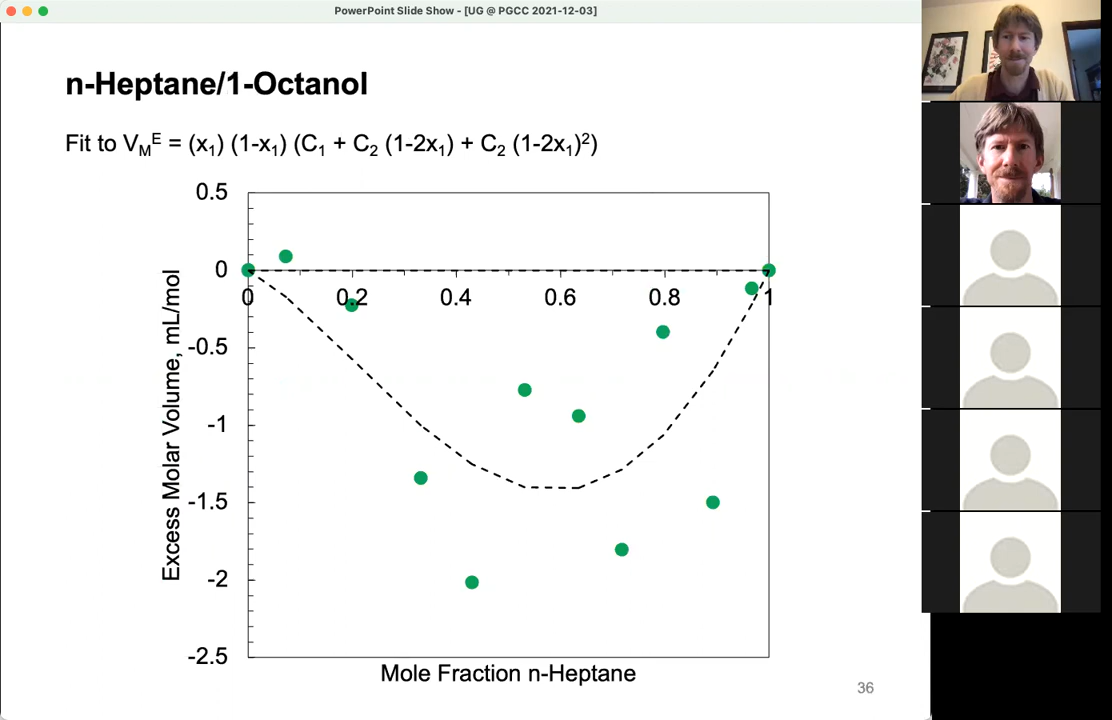 PowerPoint Slide Show - [UG @ PGCC 2021-12-03]
n-Heptane/1-Octanol
Fit to V_M^E = (x₁) (1-x₁) (C₁ + C₂ (1-2x₁) + C₂ (1-2x₁)²)
0.5
0
-0.5
-1
-1.5
-2
-2.5
0 0.2 0.4 0.6 0.8 1
Excess Molar Volume, mL/mol
Mole Fraction n-Heptane
36